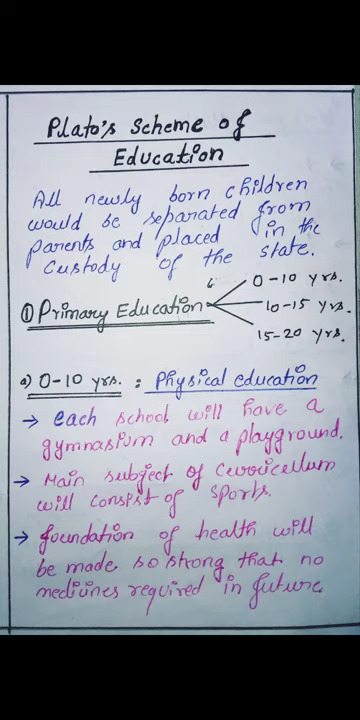 Plato's Scheme of
Education
All newly born children
would be separated from
parents and placed in the
custody of the state.
① Primary Education
0-10 yrs.
10-15 yrs.
15-20 yrs.
a) 0-10 yrs. : Physical education
→ each school will have a
gymnasium and a playground.
→ Main subject of curricullum
will consist of sports.
→ foundation of health will
be made so strong that no
medicines required in future